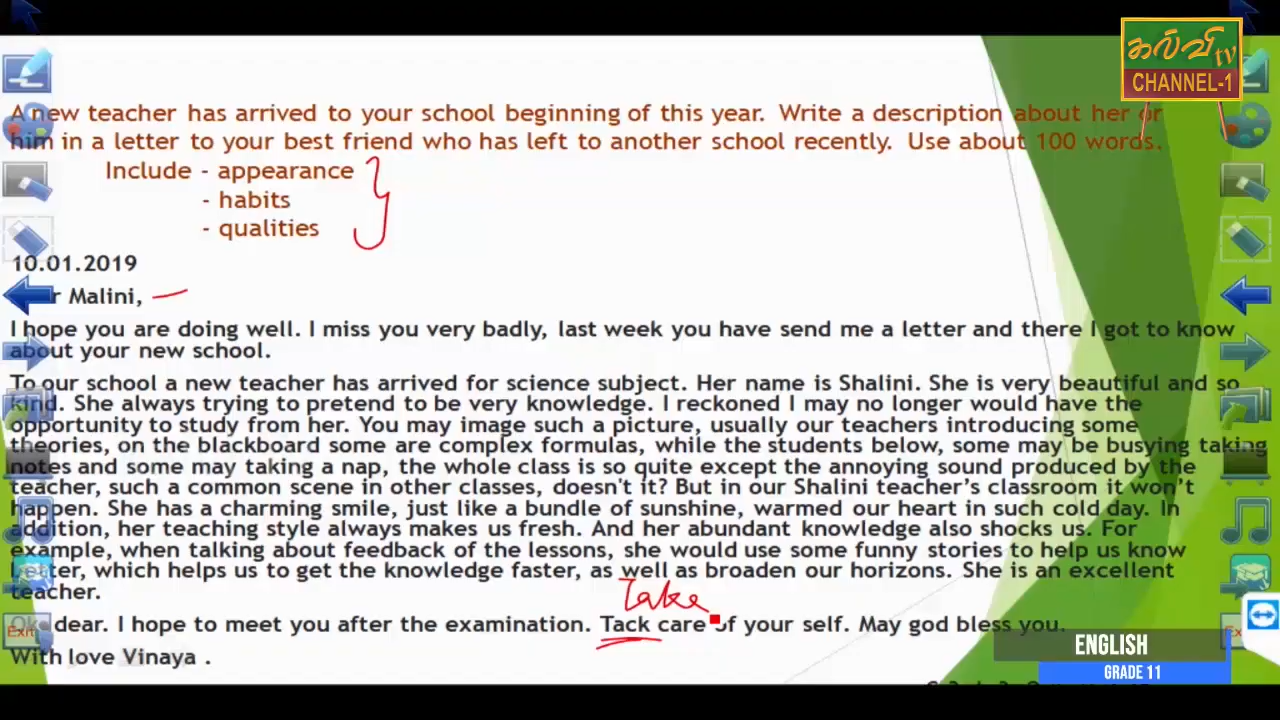 கல்வி tv
CHANNEL-1
A new teacher has arrived to your school beginning of this year. Write a description about her or
him in a letter to your best friend who has left to another school recently. Use about 100 words.
Include - appearance
- habits
- qualities
10.01.2019
r Malini,
I hope you are doing well. I miss you very badly, last week you have send me a letter and there I got to know
about your new school.
To our school a new teacher has arrived for science subject. Her name is Shalini. She is very beautiful and so
kind. She always trying to pretend to be very knowledge. I reckoned I may no longer would have the
opportunity to study from her. You may image such a picture, usually our teachers introducing some
theories, on the blackboard some are complex formulas, while the students below, some may be busying taking
notes and some may taking a nap, the whole class is so quite except the annoying sound produced by the
teacher, such a common scene in other classes, doesn't it? But in our Shalini teacher's classroom it won't
happen. She has a charming smile, just like a bundle of sunshine, warmed our heart in such cold day. In
addition, her teaching style always makes us fresh. And her abundant knowledge also shocks us. For
example, when talking about feedback of the lessons, she would use some funny stories to help us know
better, which helps us to get the knowledge faster, as well as broaden our horizons. She is an excellent
teacher.
Take
dear. I hope to meet you after the examination. Tack care of your self. May god bless you.
With love Vinaya .
Exit
ENGLISH
GRADE 11